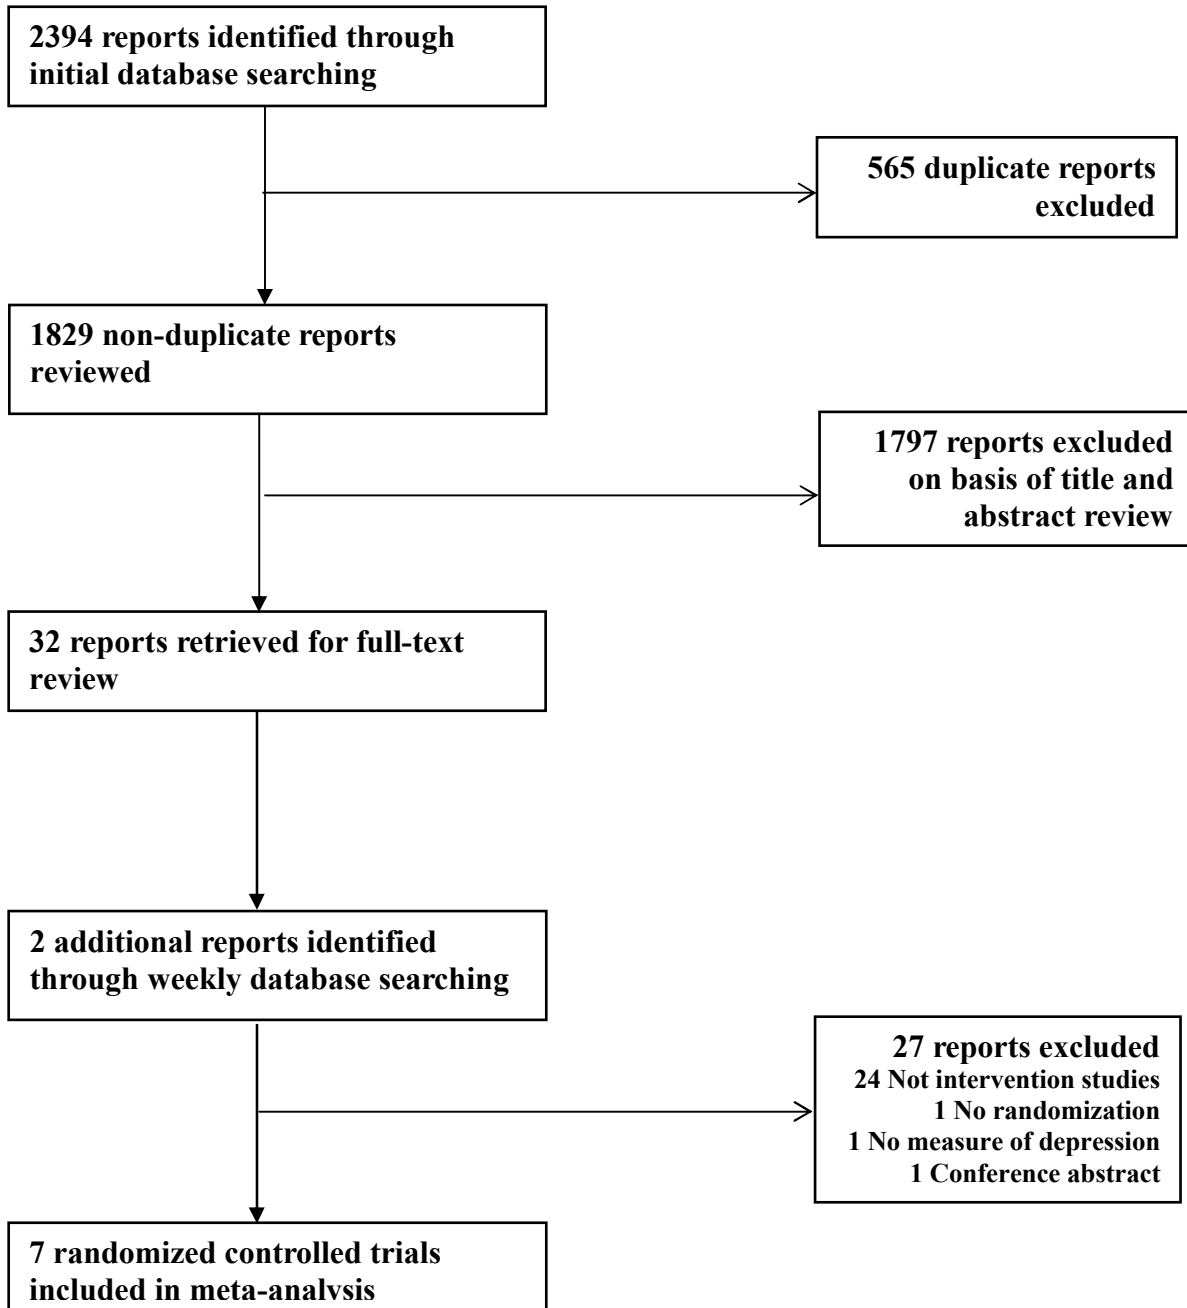 2394 reports identified through
initial database searching
565 duplicate reports
excluded
1829 non-duplicate reports
reviewed
1797 reports excluded
on basis of title and
abstract review
32 reports retrieved for full-text
review
2 additional reports identified
through weekly database searching
27 reports excluded
24 Not intervention studies
1 No randomization
1 No measure of depression
1 Conference abstract
7 randomized controlled trials
included in meta-analysis